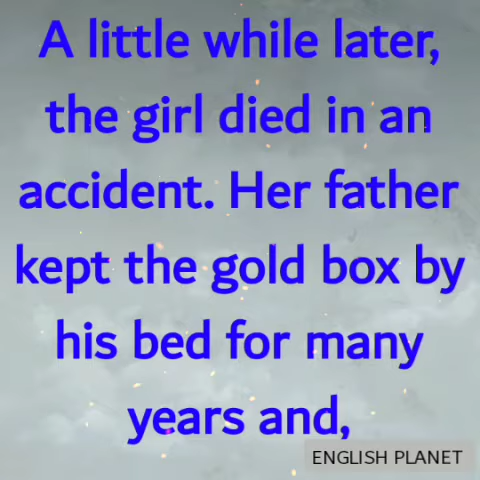 A little while later,
the girl died in an
accident. Her father
kept the gold box by
his bed for many
years and,
ENGLISH PLANET